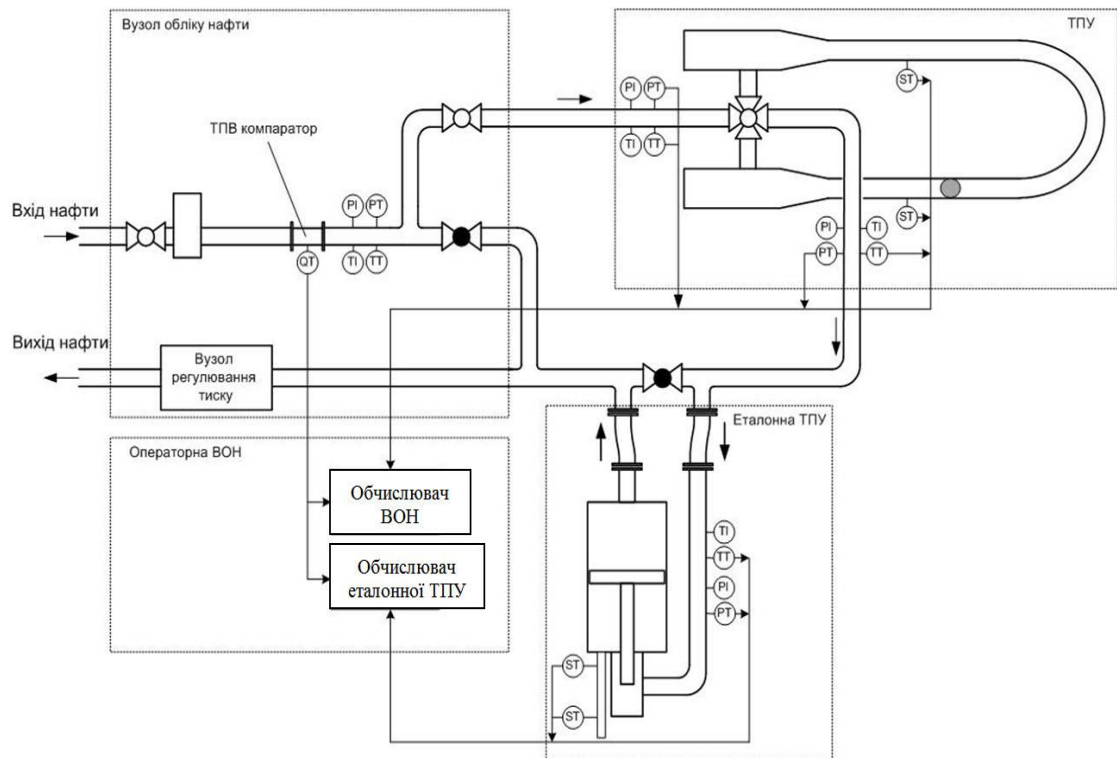 Вузол обліку нафти
ТПУ
ST
PI PT
ТПВ компаратор
TI TT
Вхід нафти
PI PT
ST
QT TI TT
PI TI
PT TT
Вихід нафти
Вузол
регулювання
тиску
Еталонна ТПУ
Операторна ВОН
Обчислювач
ВОН
TI
TT
Обчислювач
еталонної ТПУ
PI
PT
ST
ST